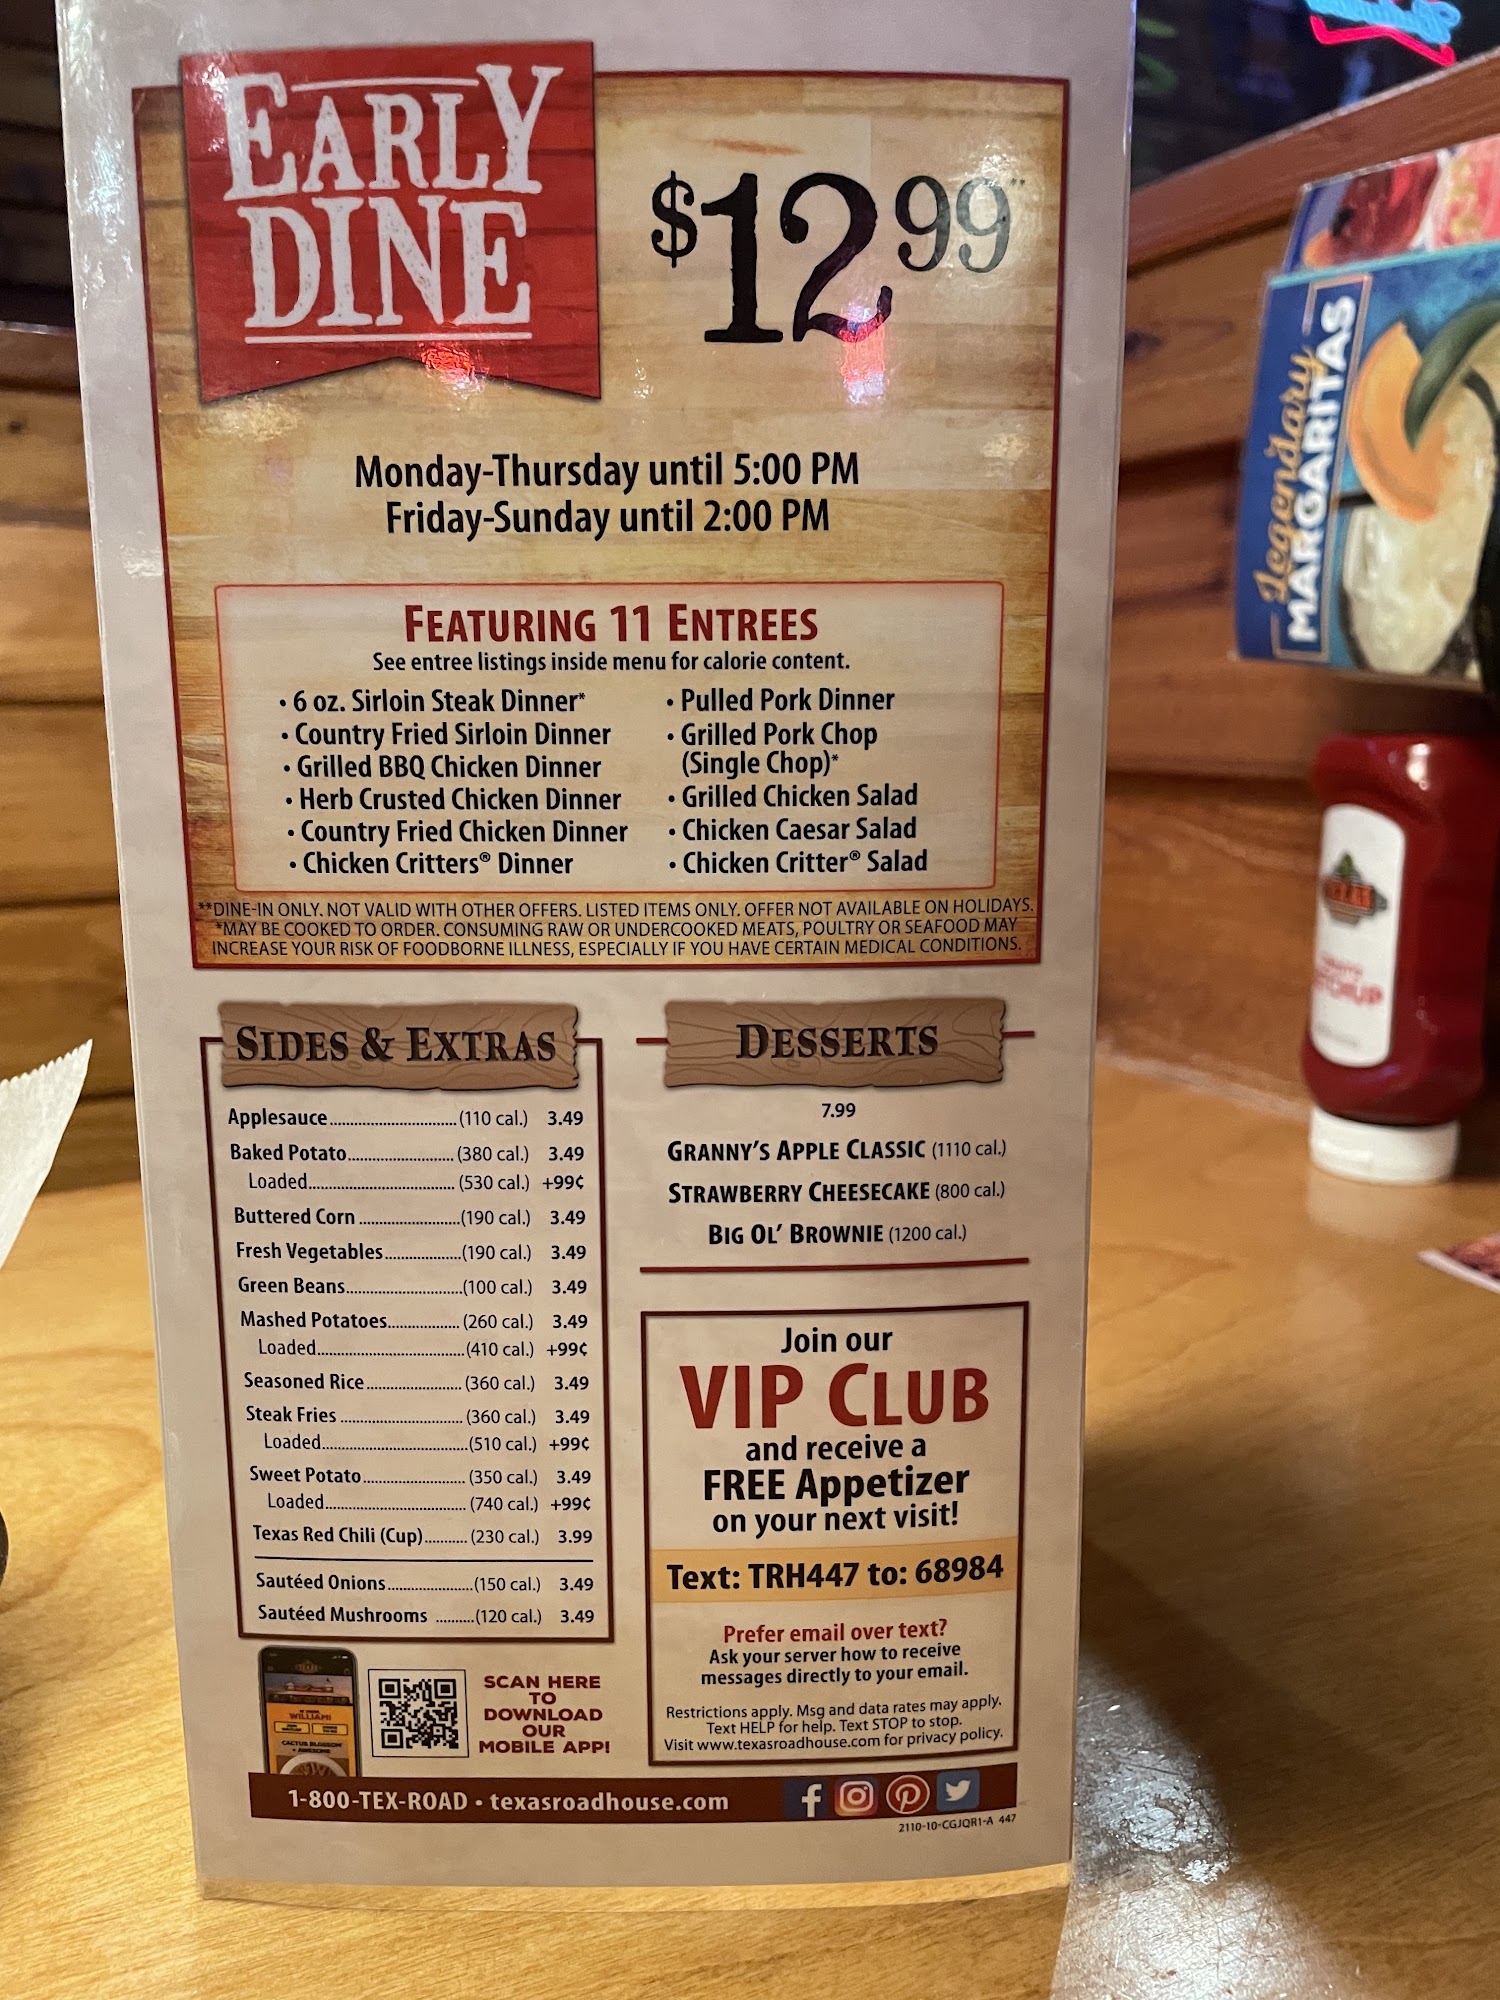 EARLY
DINE
$12 99**
Monday-Thursday until 5:00 PM
Friday-Sunday until 2:00 PM
FEATURING 11 ENTREES
See entree listings inside menu for calorie content.
• 6 oz. Sirloin Steak Dinner*
• Country Fried Sirloin Dinner
• Grilled BBQ Chicken Dinner
• Herb Crusted Chicken Dinner
• Country Fried Chicken Dinner
• Chicken Critters® Dinner
• Pulled Pork Dinner
• Grilled Pork Chop
(Single Chop)*
• Grilled Chicken Salad
• Chicken Caesar Salad
• Chicken Critter® Salad
**DINE-IN ONLY. NOT VALID WITH OTHER OFFERS. LISTED ITEMS ONLY. OFFER NOT AVAILABLE ON HOLIDAYS.
*MAY BE COOKED TO ORDER. CONSUMING RAW OR UNDERCOOKED MEATS, POULTRY OR SEAFOOD MAY
INCREASE YOUR RISK OF FOODBORNE ILLNESS, ESPECIALLY IF YOU HAVE CERTAIN MEDICAL CONDITIONS.
SIDES & EXTRAS
Applesauce (110 cal.) 3.49
Baked Potato (380 cal.) 3.49
Loaded (530 cal.) +99¢
Buttered Corn (190 cal.) 3.49
Fresh Vegetables (190 cal.) 3.49
Green Beans (100 cal.) 3.49
Mashed Potatoes (260 cal.) 3.49
Loaded (410 cal.) +99¢
Seasoned Rice (360 cal.) 3.49
Steak Fries (360 cal.) 3.49
Loaded (510 cal.) +99¢
Sweet Potato (350 cal.) 3.49
Loaded (740 cal.) +99¢
Texas Red Chili (Cup) (230 cal.) 3.99
Sautéed Onions (150 cal.) 3.49
Sautéed Mushrooms (120 cal.) 3.49
DESSERTS
7.99
GRANNY'S APPLE CLASSIC (1110 cal.)
STRAWBERRY CHEESECAKE (800 cal.)
BIG OL' BROWNIE (1200 cal.)
Join our
VIP CLUB
and receive a
FREE Appetizer
on your next visit!
Text: TRH447 to: 68984
Prefer email over text?
Ask your server how to receive
messages directly to your email.
Restrictions apply. Msg and data rates may apply.
Text HELP for help. Text STOP to stop.
Visit www.texasroadhouse.com for privacy policy.
WILLIAM!
CACTUS BLOSSOM
SCAN HERE
TO
DOWNLOAD
OUR
MOBILE APP!
1-800-TEX-ROAD • texasroadhouse.com
2110-10-CGJQR1-A 447
Legendary
MARGARITAS